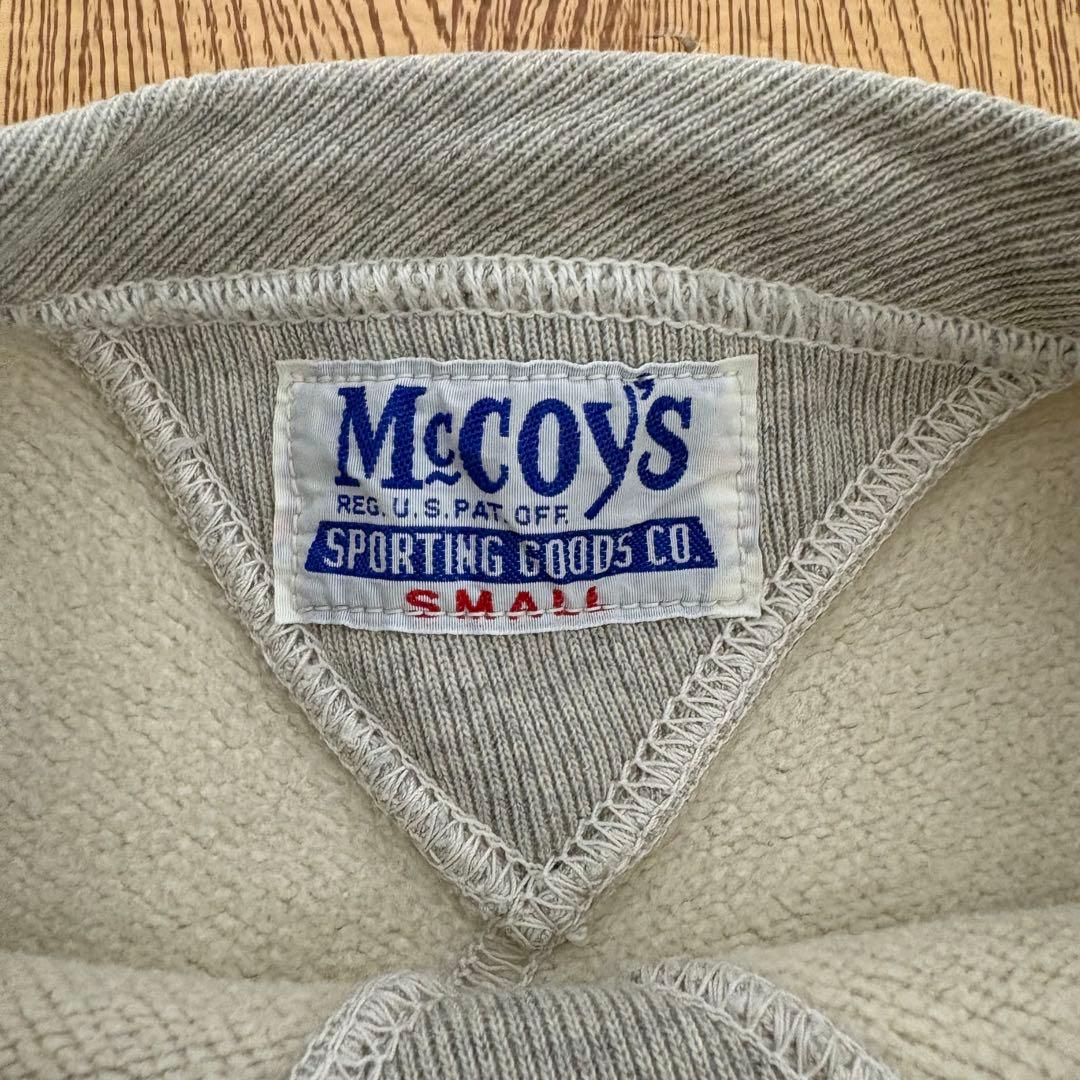 McCOY'S
REG. U.S. PAT. OFF.
SPORTING GOODS CO.
SMALL